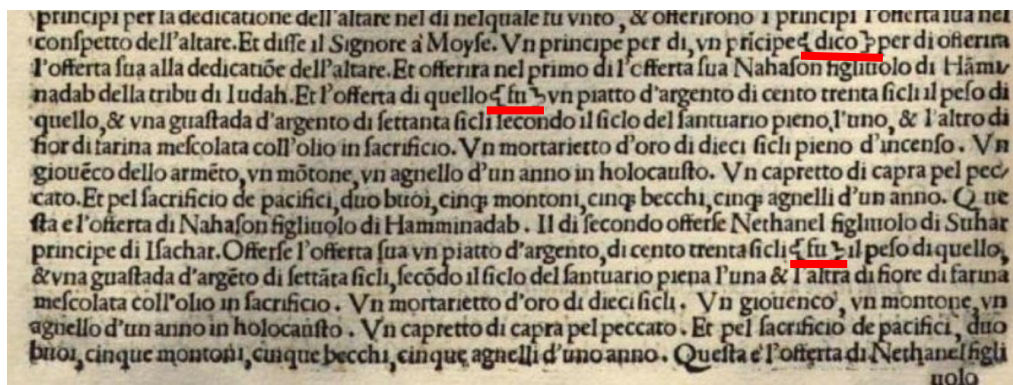 principi per la dedicatione dell'altare nel di nelquale fu vnto, & offerirono i principi l'offerta sua nel
conſpetto dell'altare. Et diſſe il Signore à Moyſe. Vn principe per di, vn prĩcipe { dico } per di offerira
l'offerta ſua alla dedicatiõe dell'altare. Et offerira nel primo di l'offerta ſua Nahaſon figliuolo di Hãmi/
nadab della tribu di Iudah. Et l'offerta di quello { fu } vn piatto d'argento di cento trenta ſicli il peſo di
quello, & vna guaſtada d'argento di ſettanta ſicli ſecondo il ſiclo del ſantuario pieno, l'uno, & l'altro di
fior di farina meſcolata coll'olio in ſacrificio. Vn mortarietto d'oro di dieci ſicli pieno d'incenſo. Vn
giouẽco dello armẽto, vn mõtone, vn agnello d'un anno in holocauſto. Vn capretto di capra pel pec/
cato. Et pel ſacrificio de pacifici, duo buoi, cinqꝫ montoni, cinqꝫ becchi, cinqꝫ agnelli d'un anno. Que
ſta e l'offerta di Nahaſon figliuolo di Hamminadab. Il di ſecondo offerſe Nethanel figliuolo di Suhar
principe di Iſachar. Offerſe l'offerta ſua vn piatto d'argento, di cento trenta ſicli { fu } il peſo di quello,
& vna guaſtada d'argẽto di ſettãta ſicli, ſecõdo il ſiclo del ſantuario piena l'una & l'altra di fiore di farina
meſcolata coll'olio in ſacrificio. Vn mortarietto d'oro di dieci ſicli. Vn giouenco, vn montone, vn
agnello d'un anno in holocauſto. Vn capretto di capra pel peccato. Et pel ſacrificio de pacifici, duo
buoi, cinque montoni, cinque becchi, cinque agnelli d'uno anno. Queſta e l'offerta di Nethanel figli
uolo